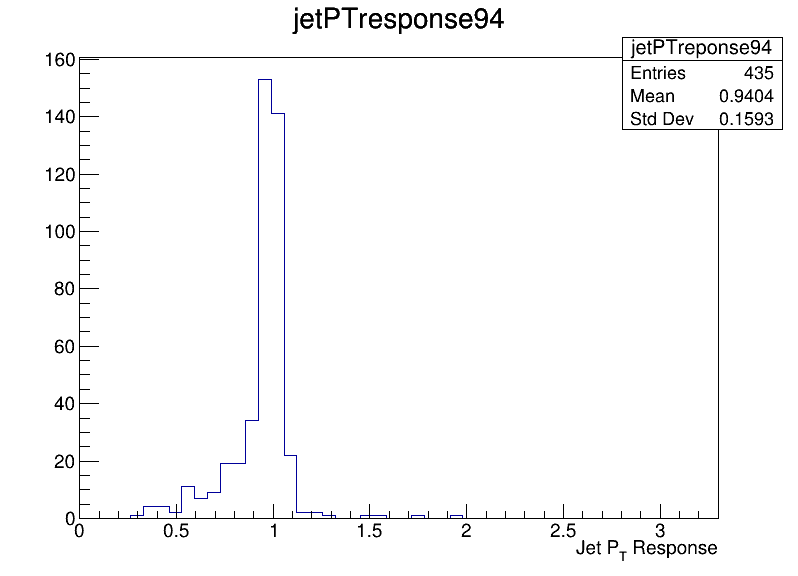 jetPTresponse94
jetPTreponse94
Entries 435
Mean 0.9404
Std Dev 0.1593
160
140
120
100
80
60
40
20
0
0 0.5 1 1.5 2 2.5 3
Jet PT Response